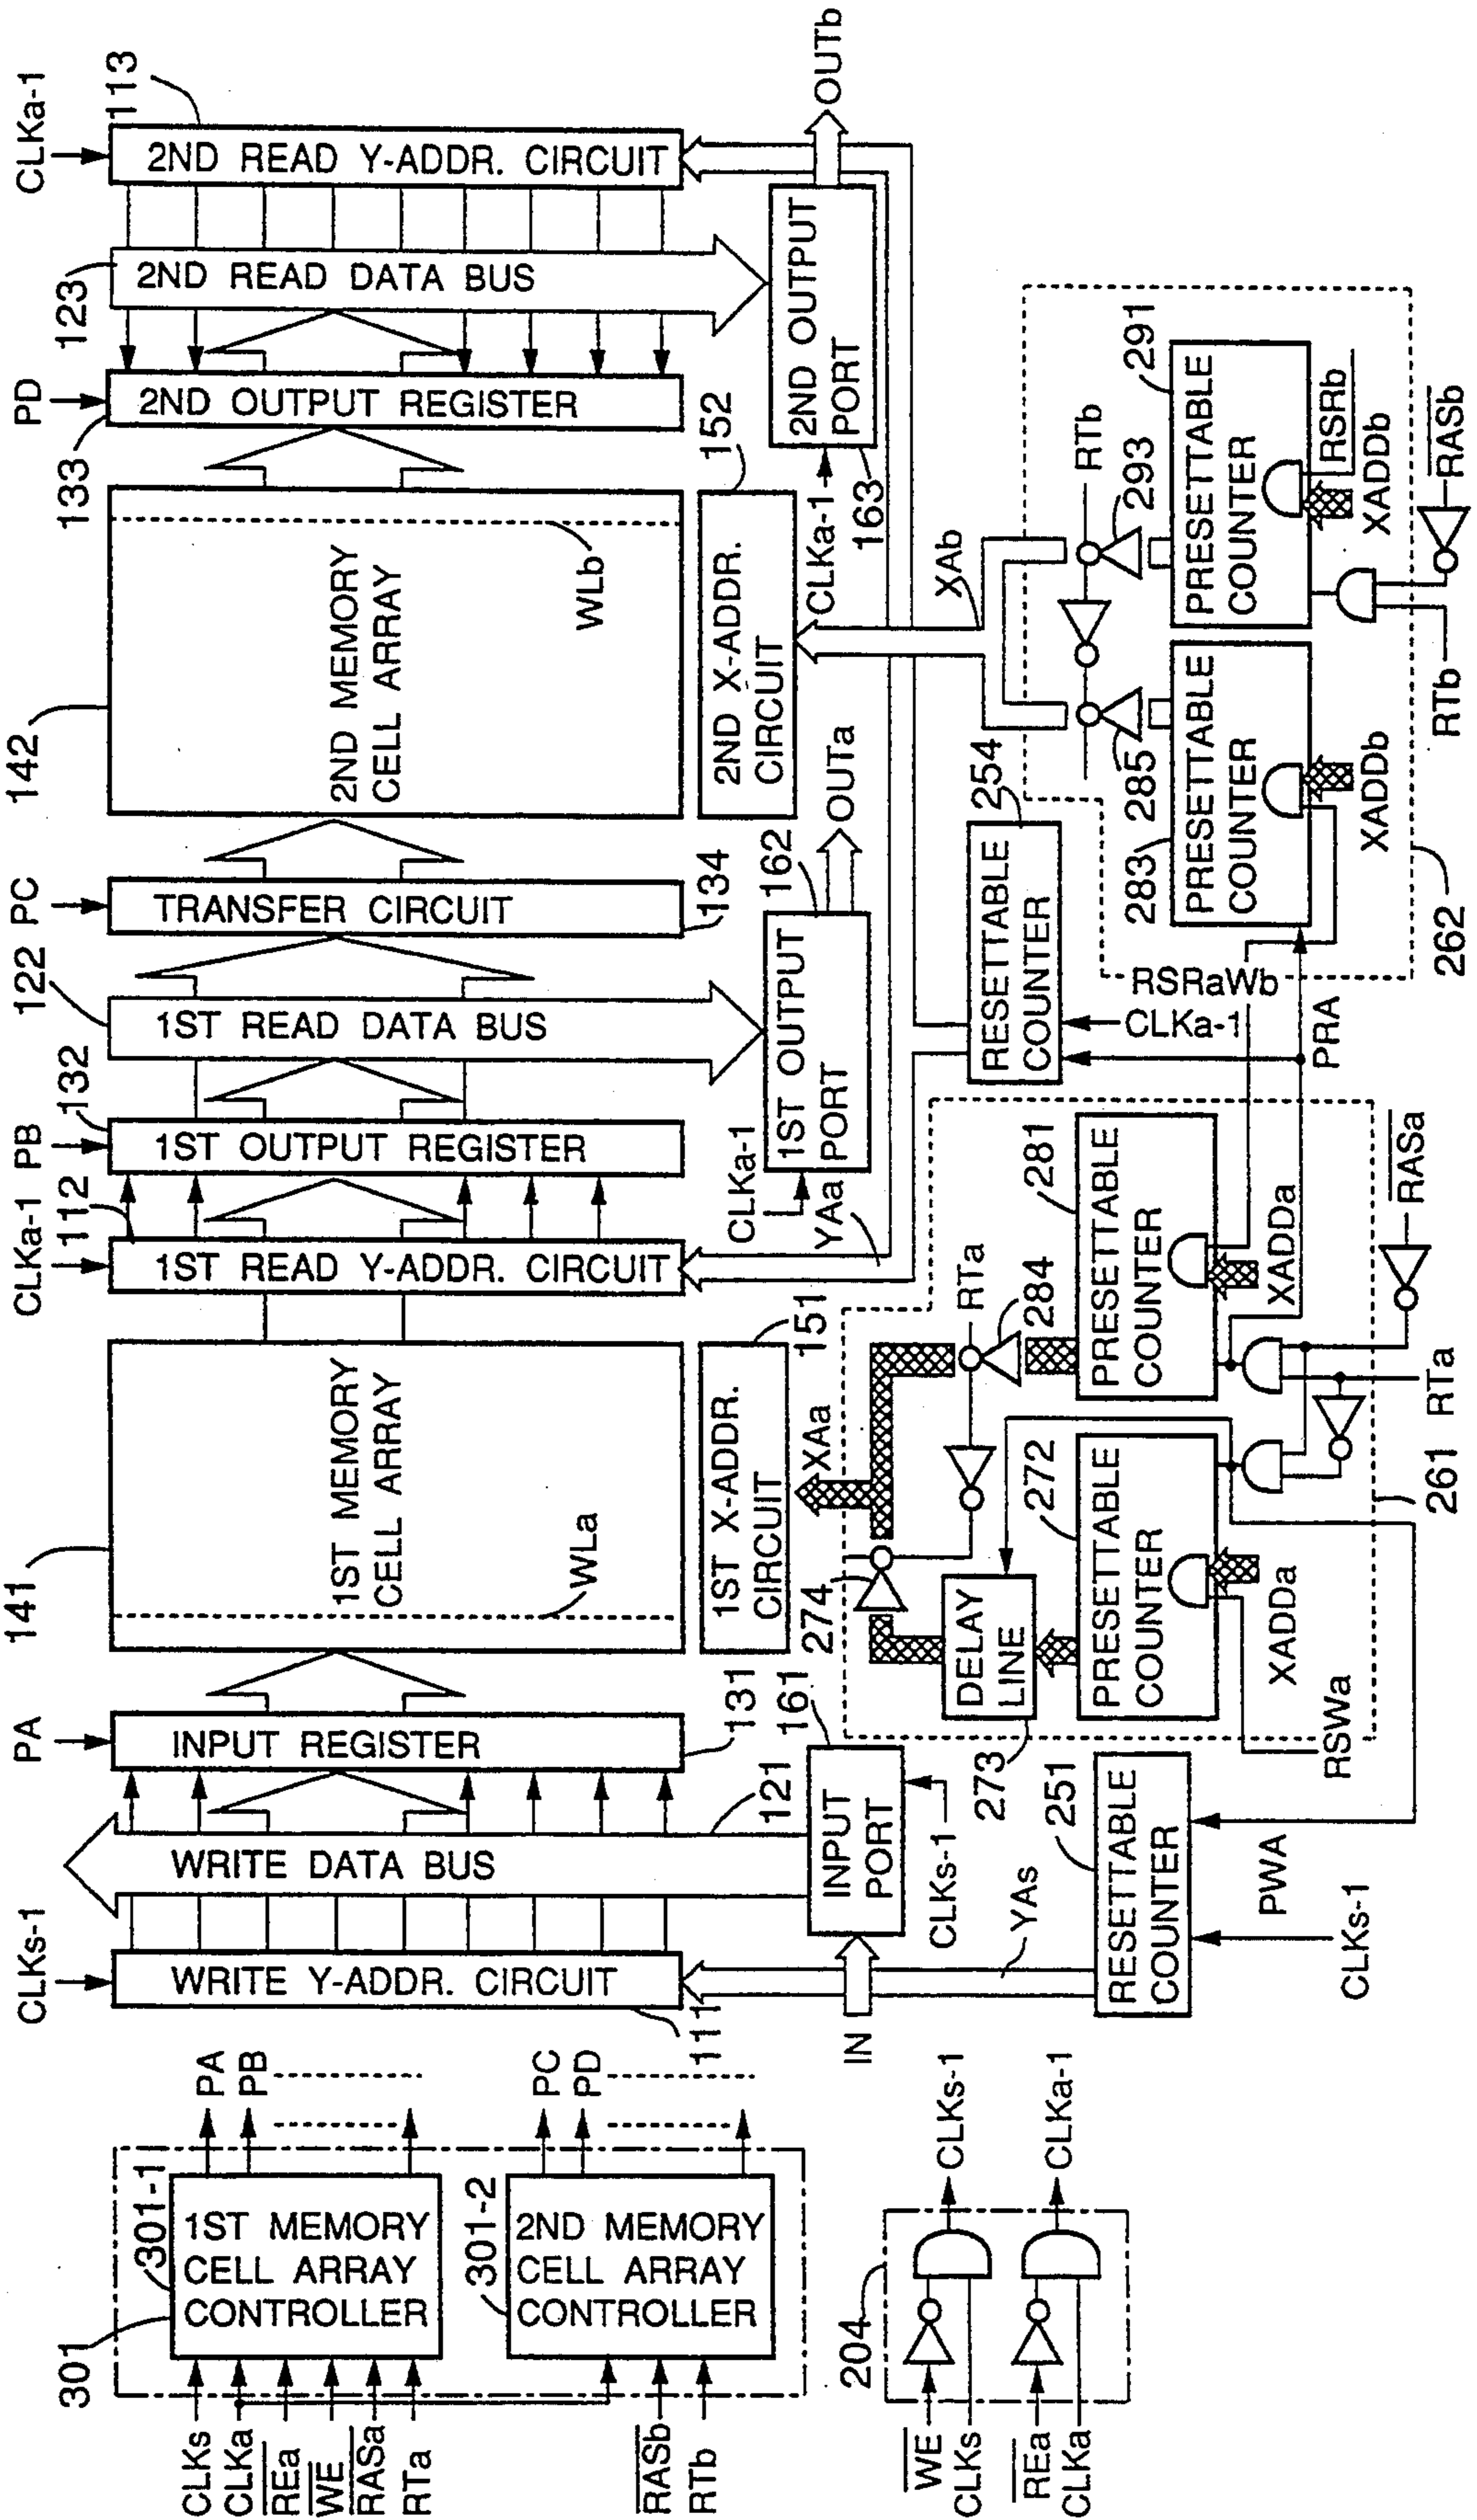 CLKs-1
PA
CLKa-1
PB
PC
PD
CLKa-1
111
WRITE Y-ADDR. CIRCUIT
WRITE DATA BUS
121
INPUT REGISTER
131
141
1ST MEMORY
CELL ARRAY
WLa
112
1ST READ Y-ADDR. CIRCUIT
132
1ST OUTPUT REGISTER
122
1ST READ DATA BUS
TRANSFER CIRCUIT
134
142
2ND MEMORY
CELL ARRAY
WLb
133
2ND OUTPUT REGISTER
123
2ND READ DATA BUS
113
2ND READ Y-ADDR. CIRCUIT
301
301-1
1ST MEMORY
CELL ARRAY
CONTROLLER
301-2
2ND MEMORY
CELL ARRAY
CONTROLLER
CLKs
CLKa
R̅E̅a̅
W̅E̅
R̅A̅S̅a̅
RTa
R̅A̅S̅b̅
RTb
PA
PB
PC
PD
204
W̅E̅
CLKs
R̅E̅a̅
CLKa
CLKs-1
CLKa-1
IN
INPUT
PORT
161
CLKs-1
YAs
251
RESETTABLE
COUNTER
PWA
CLKs-1
1ST X-ADDR.
CIRCUIT
151
XAa
274
DELAY
LINE
273
272
PRESETTABLE
COUNTER
RSWa
XADDa
RTa
284
281
PRESETTABLE
COUNTER
XADDa
R̅A̅S̅a̅
RTa
261
CLKa-1
YAa
1ST OUTPUT
PORT
162
OUTa
254
RESETTABLE
COUNTER
CLKa-1
RSRaWb
PRA
2ND X-ADDR.
CIRCUIT
152
XAb
CLKa-1
163
2ND OUTPUT
PORT
OUTb
RTb
285
293
283
PRESETTABLE
COUNTER
291
PRESETTABLE
COUNTER
XADDb
RSRb
XADDb
RTb
R̅A̅S̅b̅
262